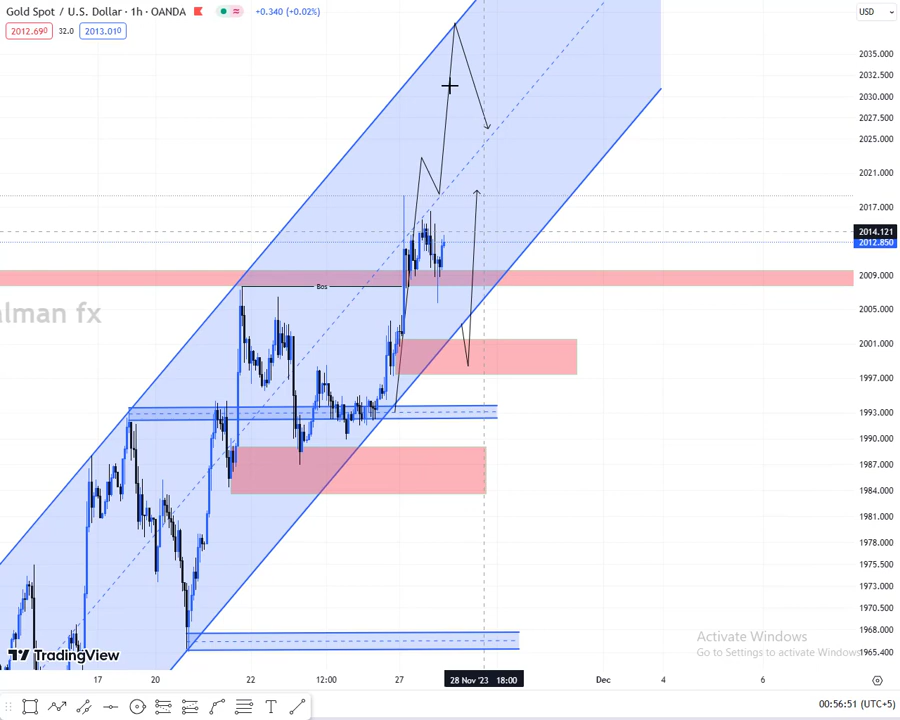 Gold Spot / U.S. Dollar · 1h · OANDA +0.340 (+0.02%)
USD
2012.690 32.0 2013.010
2035.000
2032.500
2030.000
2027.500
2025.000
2021.000
2017.000
2014.121
2012.850
2009.000
Bos
2005.000
lman fx
2001.000
1997.000
1993.000
1990.000
1987.000
1984.000
1981.000
1978.000
1975.500
1973.000
1970.500
1968.000
Activate Windows
Go to Settings to activate Windows.
1965.400
TradingView
17 20 22 12:00 27 28 Nov '23 18:00 Dec 4 6
00:56:51 (UTC+5)